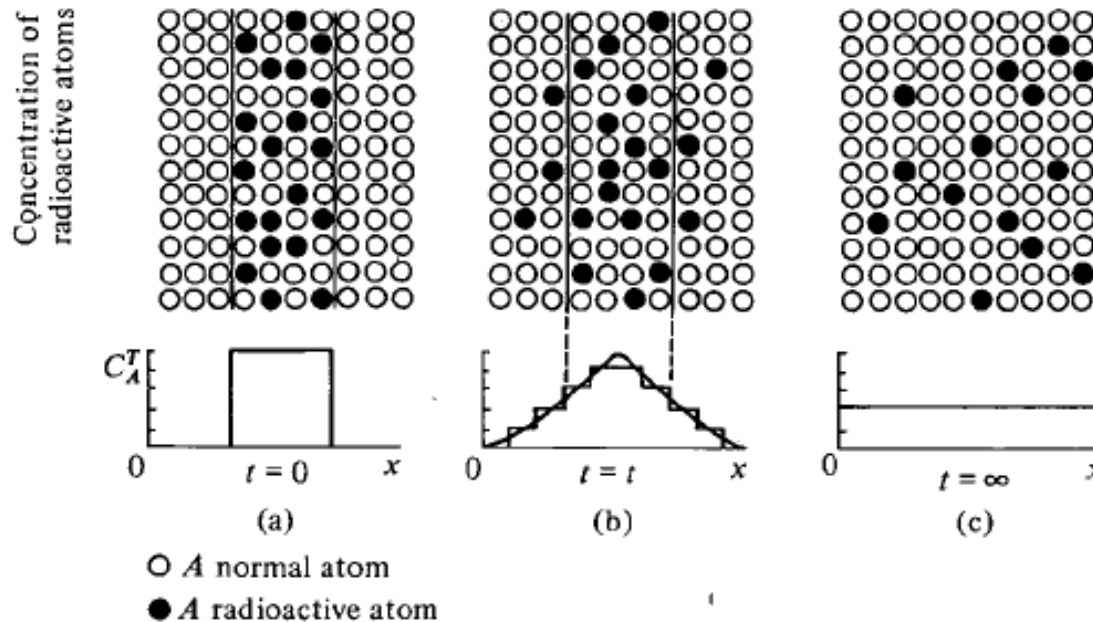 Concentration of
radioactive atoms
C_A^T
0
t = 0
x
(a)
0
t = t
x
(b)
0
t = ∞
x
(c)
○ A normal atom
● A radioactive atom